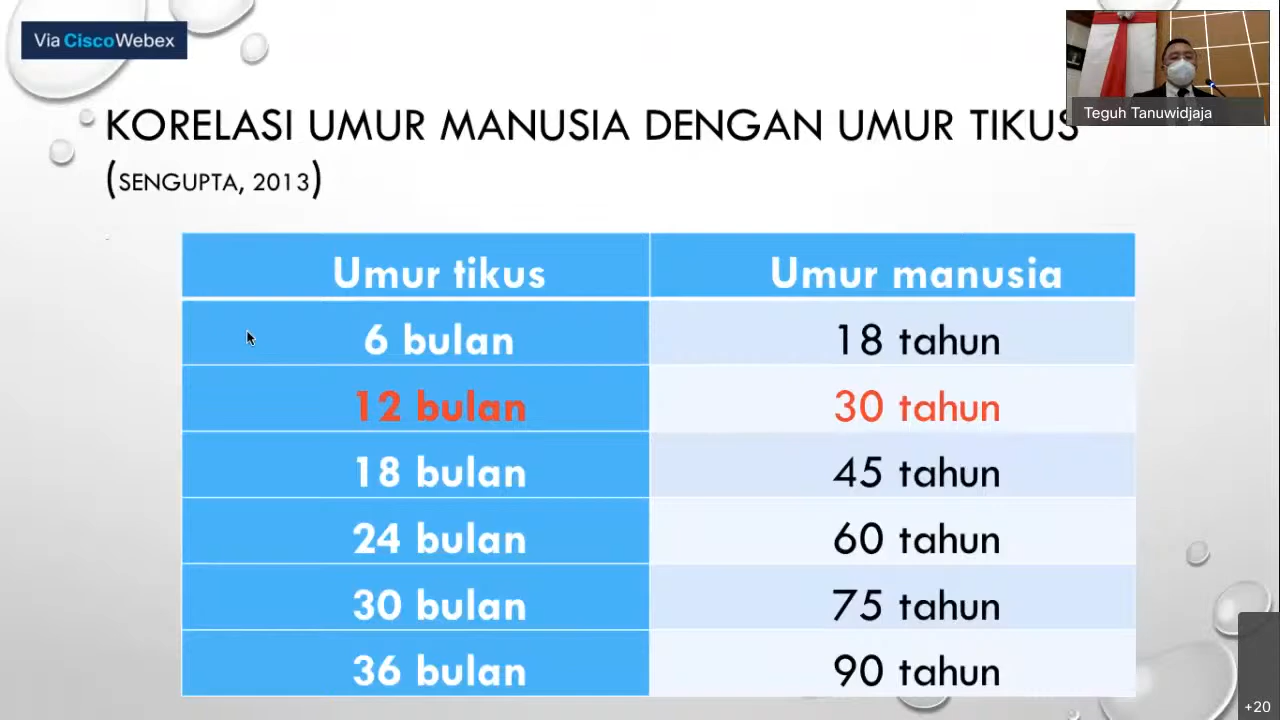 Via CiscoWebex
Teguh Tanuwidjaja
KORELASI UMUR MANUSIA DENGAN UMUR TIKUS
(SENGUPTA, 2013)
Umur tikus Umur manusia
6 bulan 18 tahun
12 bulan 30 tahun
18 bulan 45 tahun
24 bulan 60 tahun
30 bulan 75 tahun
36 bulan 90 tahun
+20